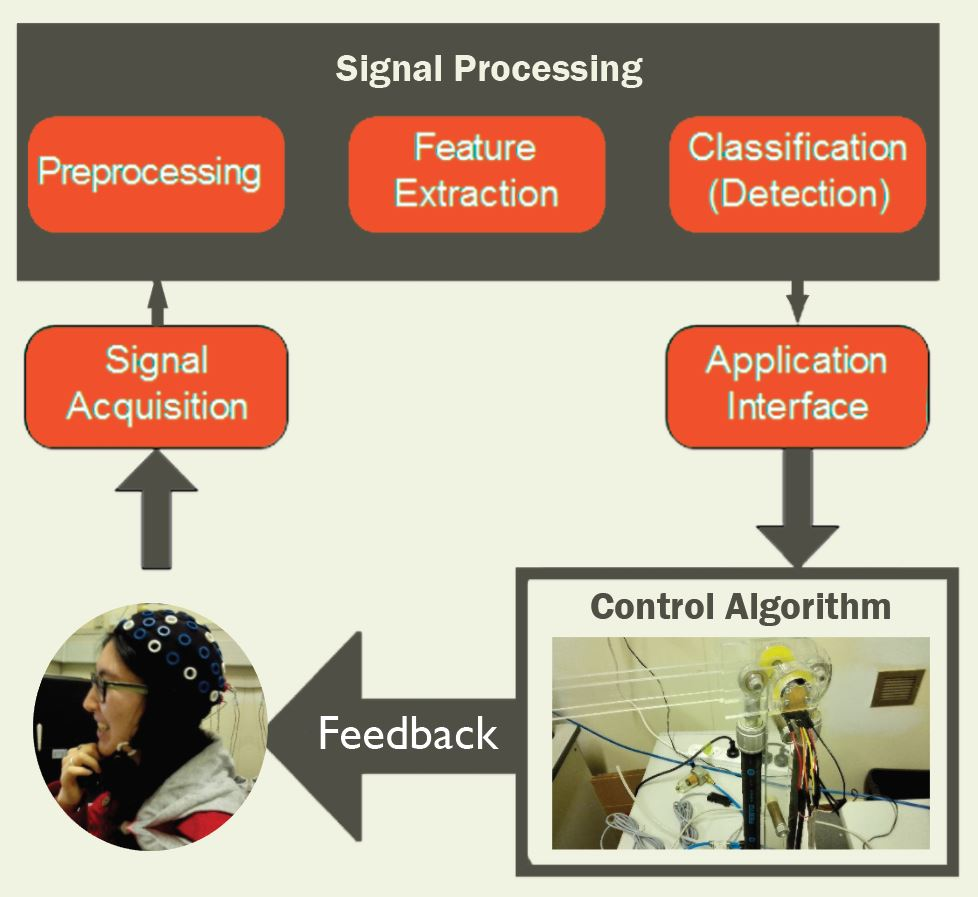 Signal Processing
Preprocessing
Feature
Extraction
Classification
(Detection)
Signal
Acquisition
Application
Interface
Control Algorithm
Feedback